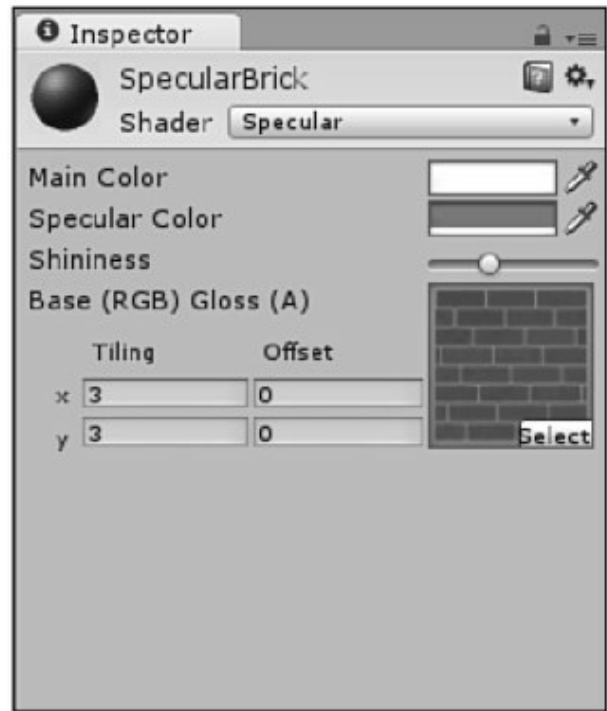 Inspector
SpecularBrick
Shader Specular
Main Color
Specular Color
Shininess
Base (RGB) Gloss (A)
Tiling Offset
x 3 0
y 3 0
Select